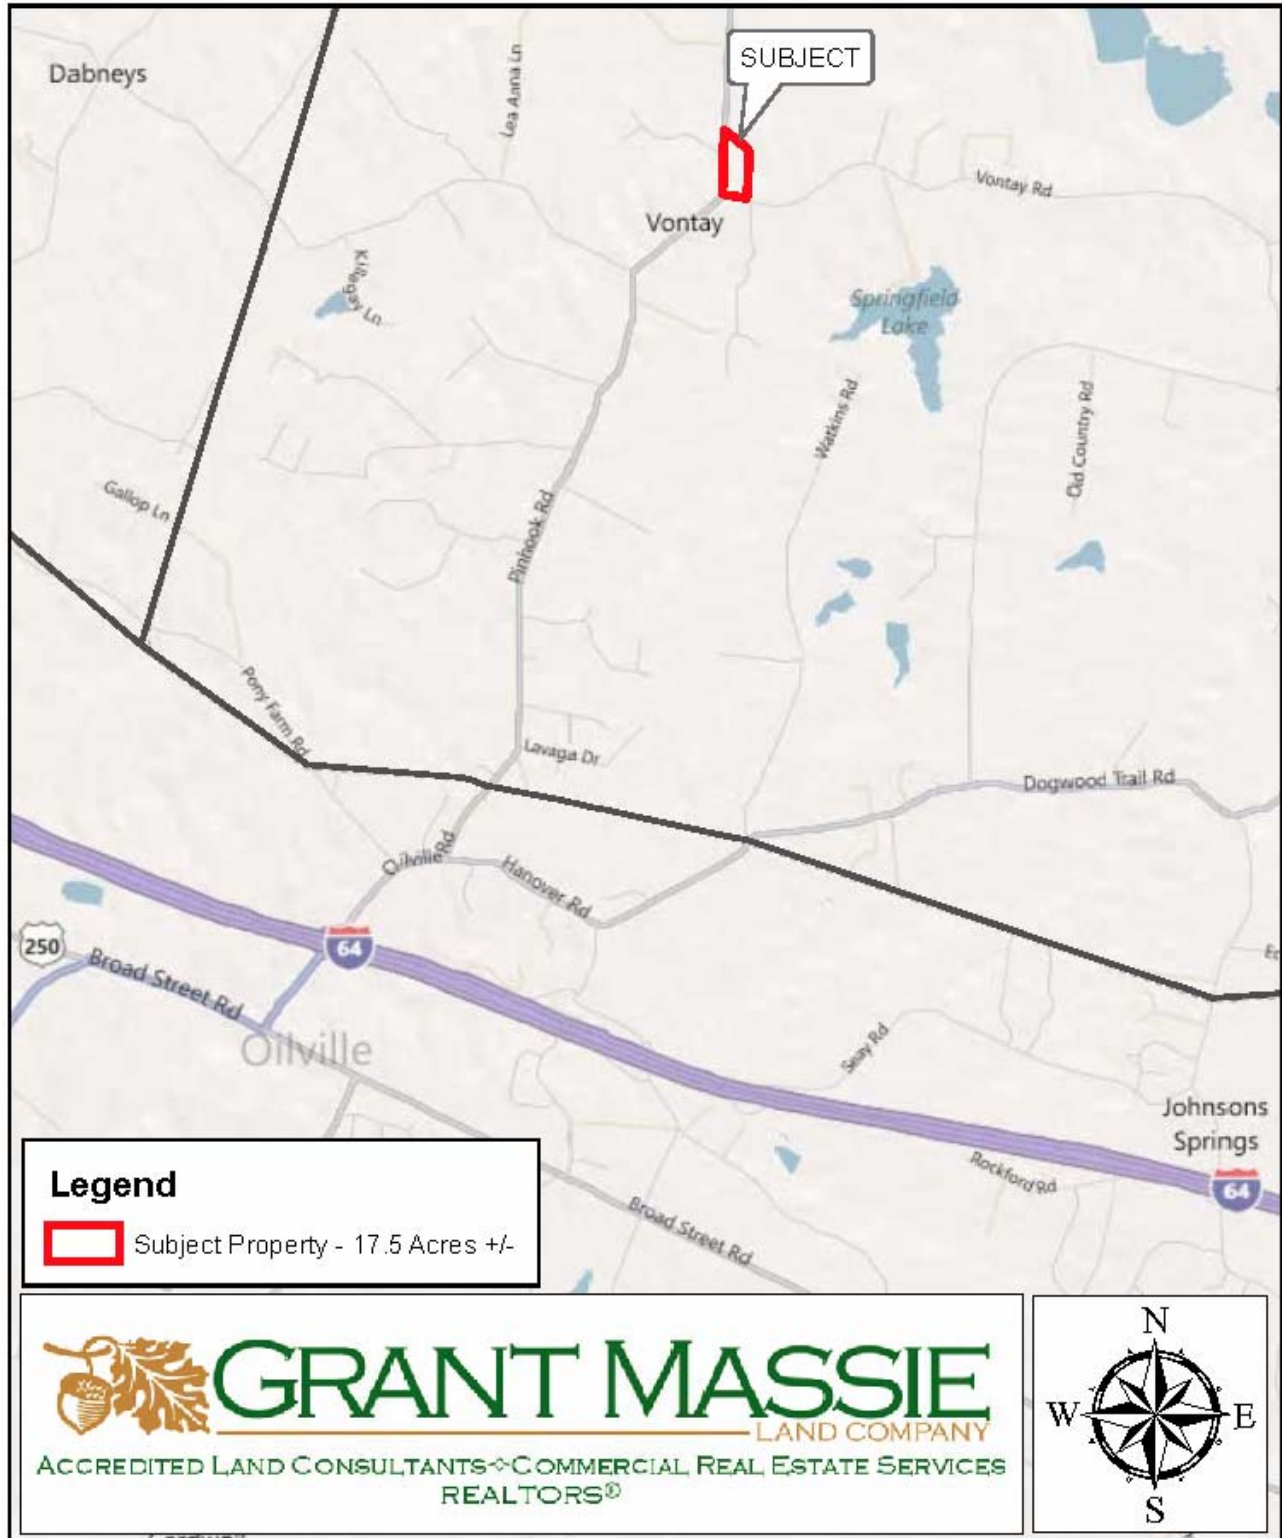 Dabneys
Lea Anna Ln
SUBJECT
Vontay Rd
Vontay
Killegay Ln
Springfield
Lake
Watkins Rd
Old Country Rd
Gallop Ln
Pinhook Rd
Pony Farm Rd
Lavaga Dr
Dogwood Trail Rd
Oilville Rd
Hanover Rd
250
64
Broad Street Rd
Oilville
Seay Rd
Johnsons
Springs
Rockford Rd
64
Broad Street Rd
Legend
Subject Property - 17.5 Acres +/-
GRANT MASSIE
LAND COMPANY
ACCREDITED LAND CONSULTANTS⟡COMMERCIAL REAL ESTATE SERVICES
REALTORS®
N
W
E
S